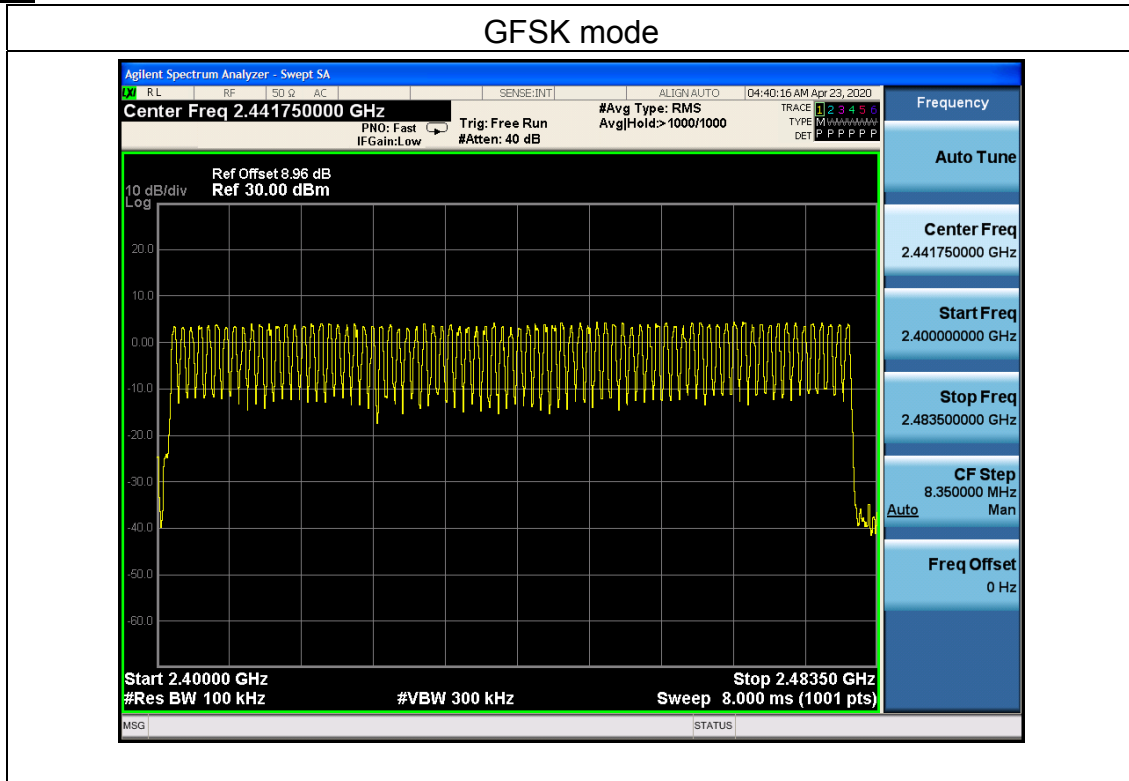 GFSK mode
Agilent Spectrum Analyzer - Swept SA
LXI RL RF 50 Ω AC SENSE:INT ALIGN AUTO 04:40:16 AM Apr 23, 2020
Center Freq 2.441750000 GHz
PNO: Fast
IFGain:Low
Trig: Free Run
#Atten: 40 dB
#Avg Type: RMS
Avg|Hold:>1000/1000
TRACE 1 2 3 4 5 6
TYPE M
DET P P P P P P
Ref Offset 8.96 dB
10 dB/div Ref 30.00 dBm
Log
20.0
10.0
0.00
-10.0
-20.0
-30.0
-40.0
-50.0
-60.0
Start 2.40000 GHz Stop 2.48350 GHz
#Res BW 100 kHz #VBW 300 kHz Sweep 8.000 ms (1001 pts)
MSG STATUS
Frequency
Auto Tune
Center Freq
2.441750000 GHz
Start Freq
2.400000000 GHz
Stop Freq
2.483500000 GHz
CF Step
8.350000 MHz
Auto Man
Freq Offset
0 Hz